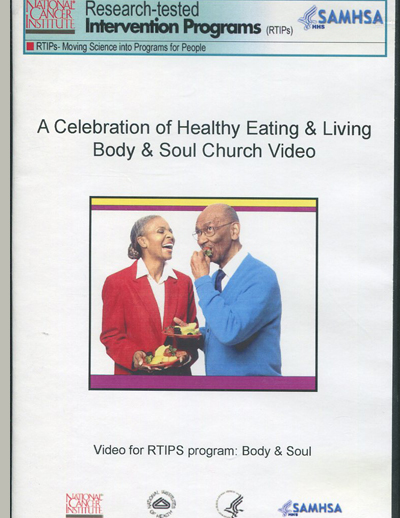 NATIONAL
CANCER
INSTITUTE
Research-tested
Intervention Programs (RTIPs)
HHS
SAMHSA
RTIPs- Moving Science into Programs for People
A Celebration of Healthy Eating & Living
Body & Soul Church Video
Video for RTIPS program: Body & Soul
NATIONAL
CANCER
INSTITUTE
SAMHSA